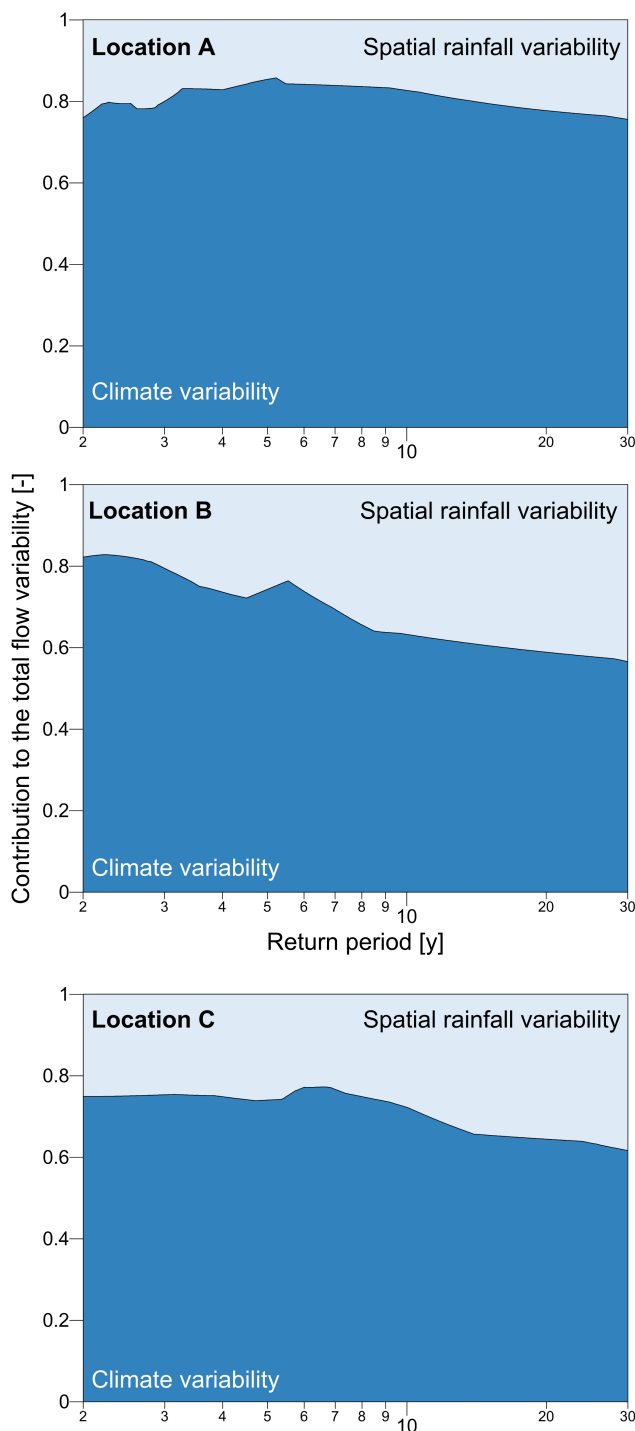 1
Location A Spatial rainfall variability
0.8
0.6
0.4
0.2
Climate variability
0
2 3 4 5 6 7 8 9 10 20 30
Contribution to the total flow variability [-]
1
Location B Spatial rainfall variability
0.8
0.6
0.4
0.2
Climate variability
0
2 3 4 5 6 7 8 9 10 20 30
Return period [y]
1
Location C Spatial rainfall variability
0.8
0.6
0.4
0.2
Climate variability
0
2 3 4 5 6 7 8 9 10 20 30